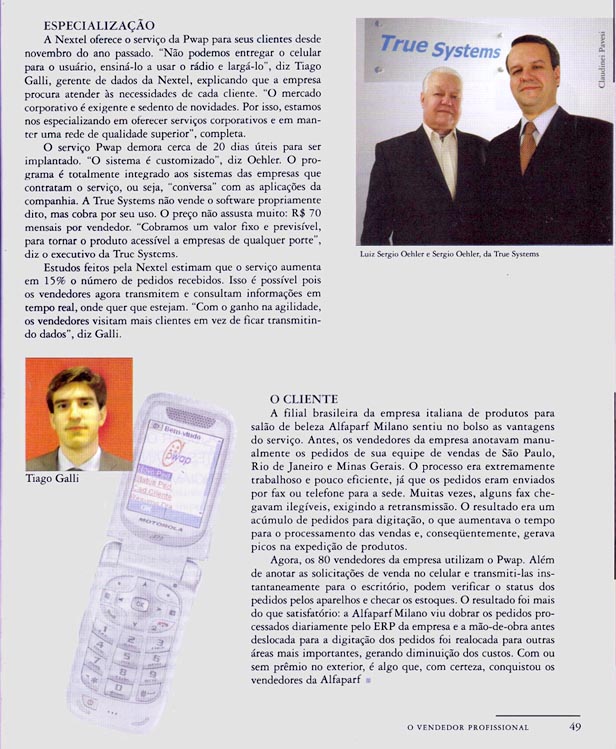 ESPECIALIZAÇÃO
A Nextel oferece o serviço da Pwap para seus clientes desde
novembro do ano passado. “Não podemos entregar o celular
para o usuário, ensiná-lo a usar o rádio e largá-lo”, diz Tiago
Galli, gerente de dados da Nextel, explicando que a empresa
procura atender às necessidades de cada cliente. “O mercado
corporativo é exigente e sedento de novidades. Por isso, estamos
nos especializando em oferecer serviços corporativos e em man-
ter uma rede de qualidade superior”, completa.
O serviço Pwap demora cerca de 20 dias úteis para ser
implantado. “O sistema é customizado”, diz Oehler. O pro-
grama é totalmente integrado aos sistemas das empresas que
contratam o serviço, ou seja, “conversa” com as aplicações da
companhia. A True Systems não vende o software propriamente
dito, mas cobra por seu uso. O preço não assusta muito: R$ 70
mensais por vendedor. “Cobramos um valor fixo e previsível,
para tornar o produto acessível a empresas de qualquer porte”,
diz o executivo da True Systems.
Estudos feitos pela Nextel estimam que o serviço aumenta
em 15% o número de pedidos recebidos. Isso é possível pois
os vendedores agora transmitem e consultam informações em
tempo real, onde quer que estejam. “Com o ganho na agilidade,
os vendedores visitam mais clientes em vez de ficar transmitin-
do dados”, diz Galli.
True Systems
Claudinei Pavesi
Luiz Sergio Oehler e Sergio Oehler, da True Systems
Tiago Galli
Bem-vindo
pwap
OK
MOTOROLA
O CLIENTE
A filial brasileira da empresa italiana de produtos para
salão de beleza Alfaparf Milano sentiu no bolso as vantagens
do serviço. Antes, os vendedores da empresa anotavam manu-
almente os pedidos de sua equipe de vendas de São Paulo,
Rio de Janeiro e Minas Gerais. O processo era extremamente
trabalhoso e pouco eficiente, já que os pedidos eram enviados
por fax ou telefone para a sede. Muitas vezes, alguns fax che-
gavam ilegíveis, exigindo a retransmissão. O resultado era um
acúmulo de pedidos para digitação, o que aumentava o tempo
para o processamento das vendas e, conseqüentemente, gerava
picos na expedição de produtos.
Agora, os 80 vendedores da empresa utilizam o Pwap. Além
de anotar as solicitações de venda no celular e transmiti-las ins-
tantaneamente para o escritório, podem verificar o status dos
pedidos pelos aparelhos e checar os estoques. O resultado foi mais
do que satisfatório: a Alfaparf Milano viu dobrar os pedidos pro-
cessados diariamente pelo ERP da empresa e a mão-de-obra antes
deslocada para a digitação dos pedidos foi realocada para outras
áreas mais importantes, gerando diminuição dos custos. Com ou
sem prêmio no exterior, é algo que, com certeza, conquistou os
vendedores da Alfaparf
O VENDEDOR PROFISSIONAL 49